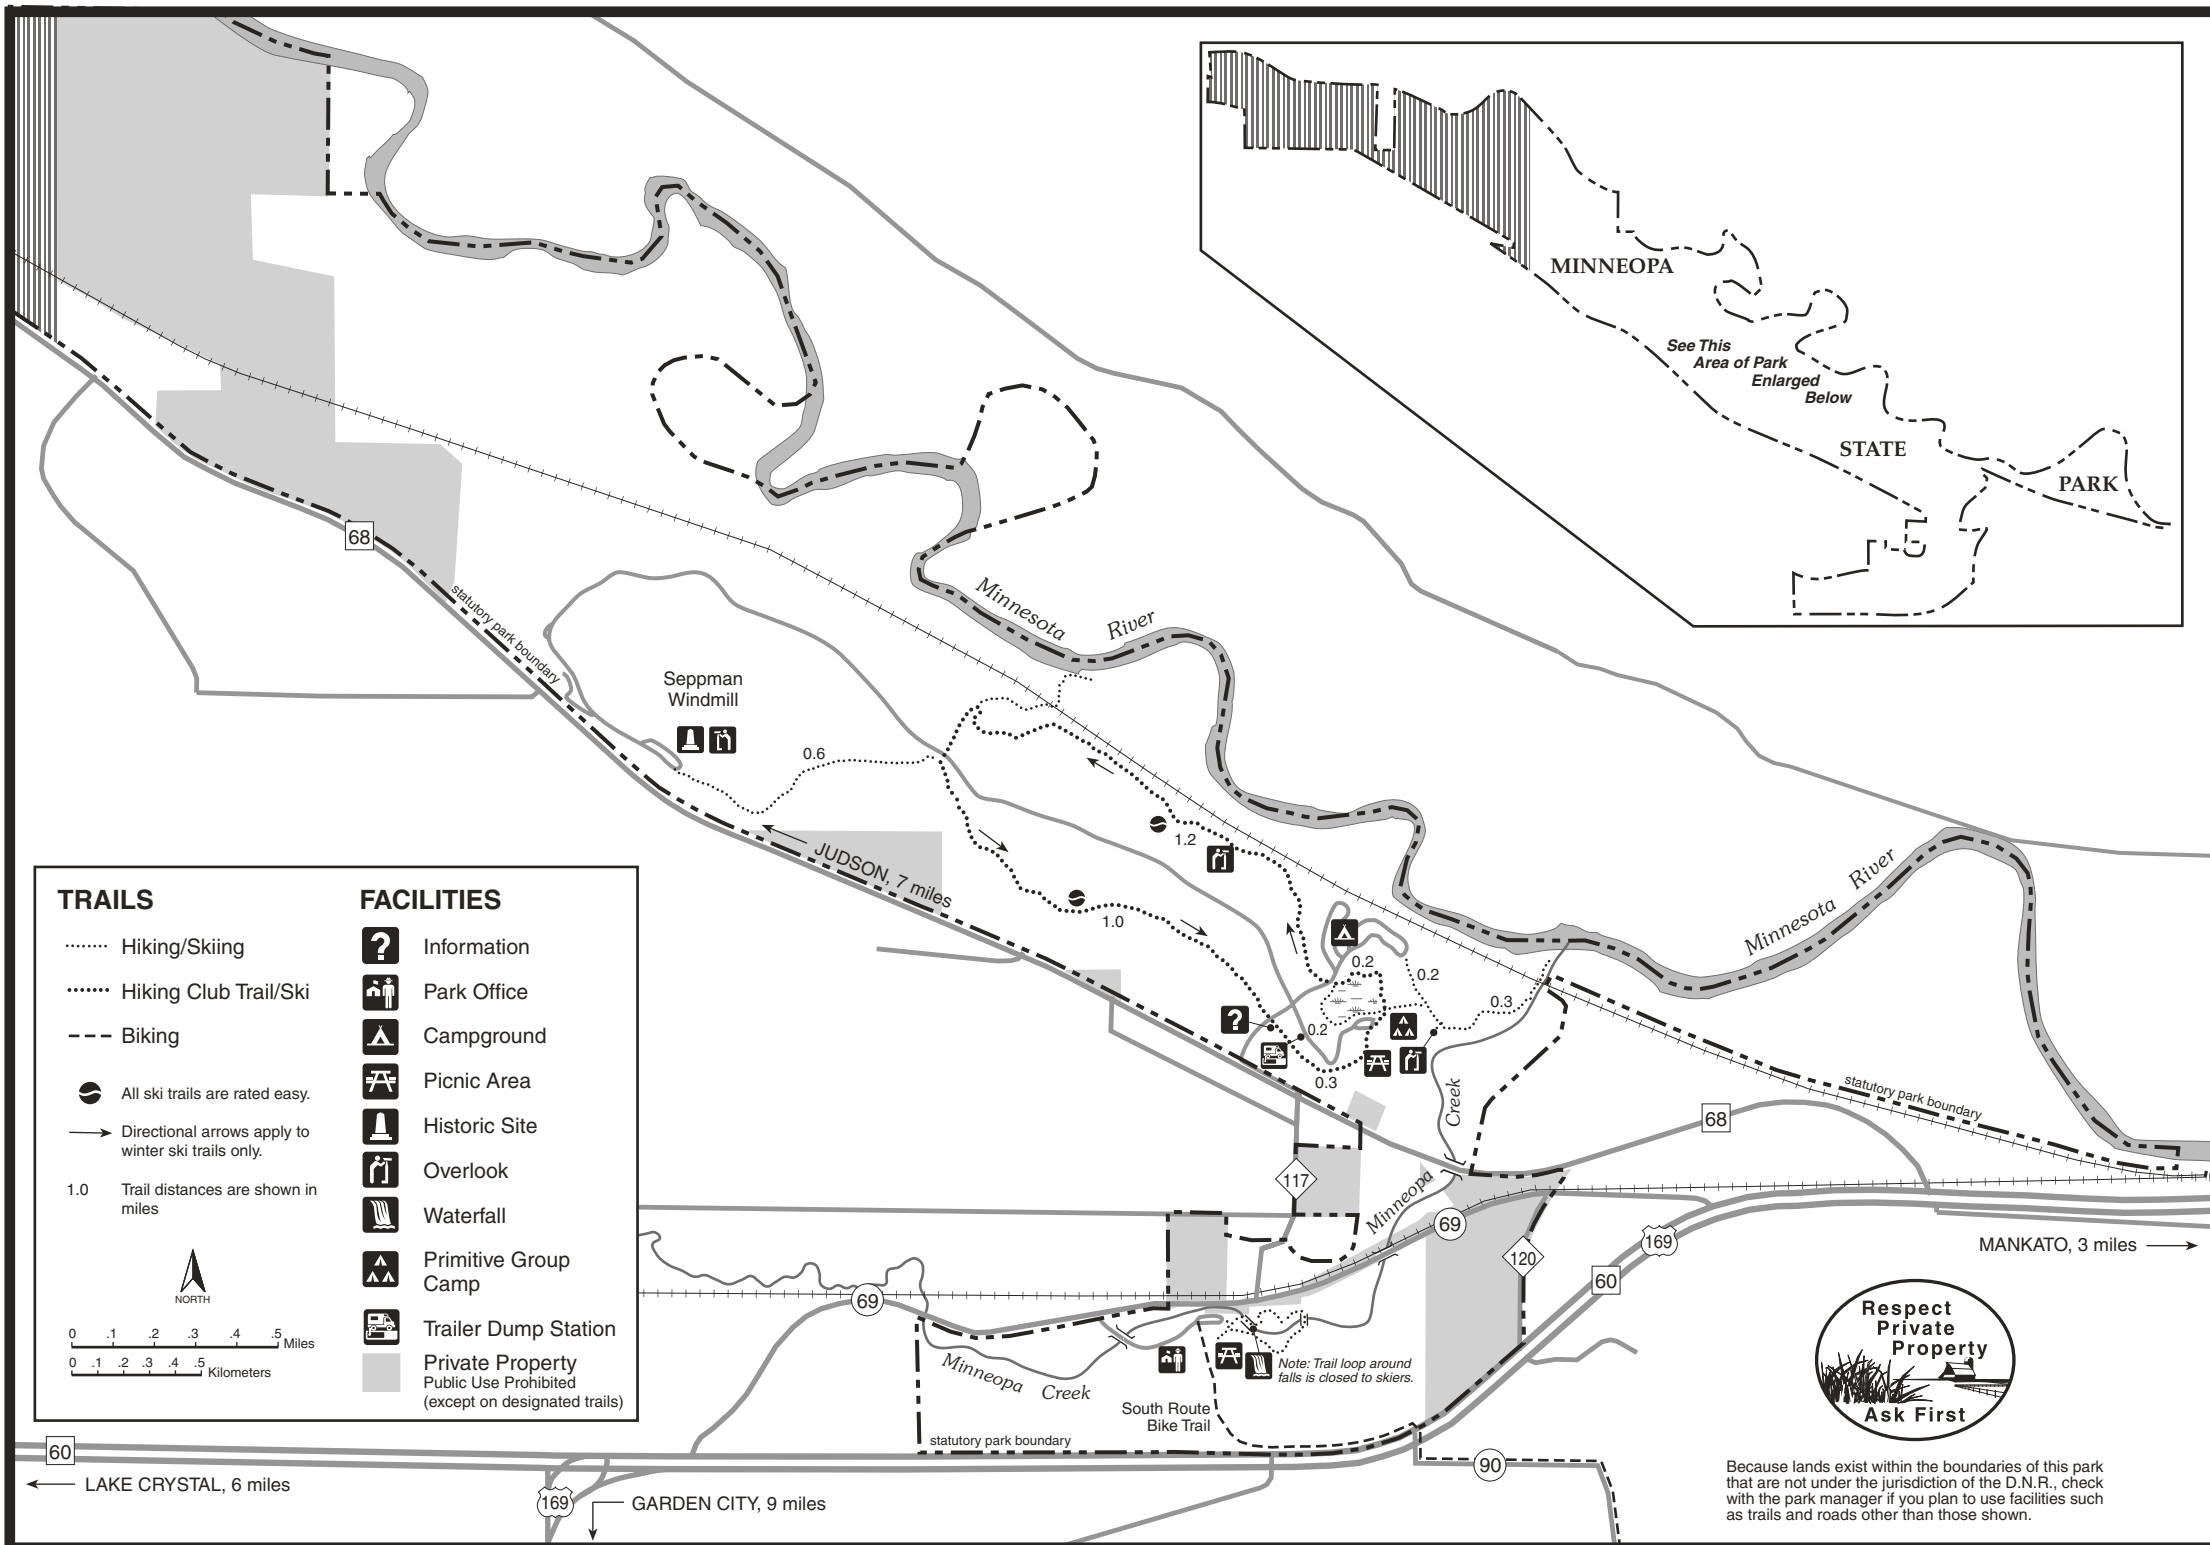 MINNEOPA
See This
Area of Park
Enlarged
Below
STATE
PARK
68
statutory park boundary
Minnesota
River
Seppman
Windmill
0.6
1.2
JUDSON, 7 miles
1.0
Minnesota
River
0.2
0.2
0.3
0.2
0.3
Creek
statutory park boundary
68
117
Minneopa
69
120
169
60
MANKATO, 3 miles
69
Minneopa
Creek
Note: Trail loop around
falls is closed to skiers.
South Route
Bike Trail
statutory park boundary
60
LAKE CRYSTAL, 6 miles
169
GARDEN CITY, 9 miles
90
TRAILS
Hiking/Skiing
Hiking Club Trail/Ski
Biking
All ski trails are rated easy.
Directional arrows apply to
winter ski trails only.
1.0 Trail distances are shown in
miles
NORTH
0 .1 .2 .3 .4 .5 Miles
0 .1 .2 .3 .4 .5 Kilometers
FACILITIES
? Information
Park Office
Campground
Picnic Area
Historic Site
Overlook
Waterfall
Primitive Group
Camp
Trailer Dump Station
Private Property
Public Use Prohibited
(except on designated trails)
?
Respect
Private
Property
Ask First
Because lands exist within the boundaries of this park
that are not under the jurisdiction of the D.N.R., check
with the park manager if you plan to use facilities such
as trails and roads other than those shown.